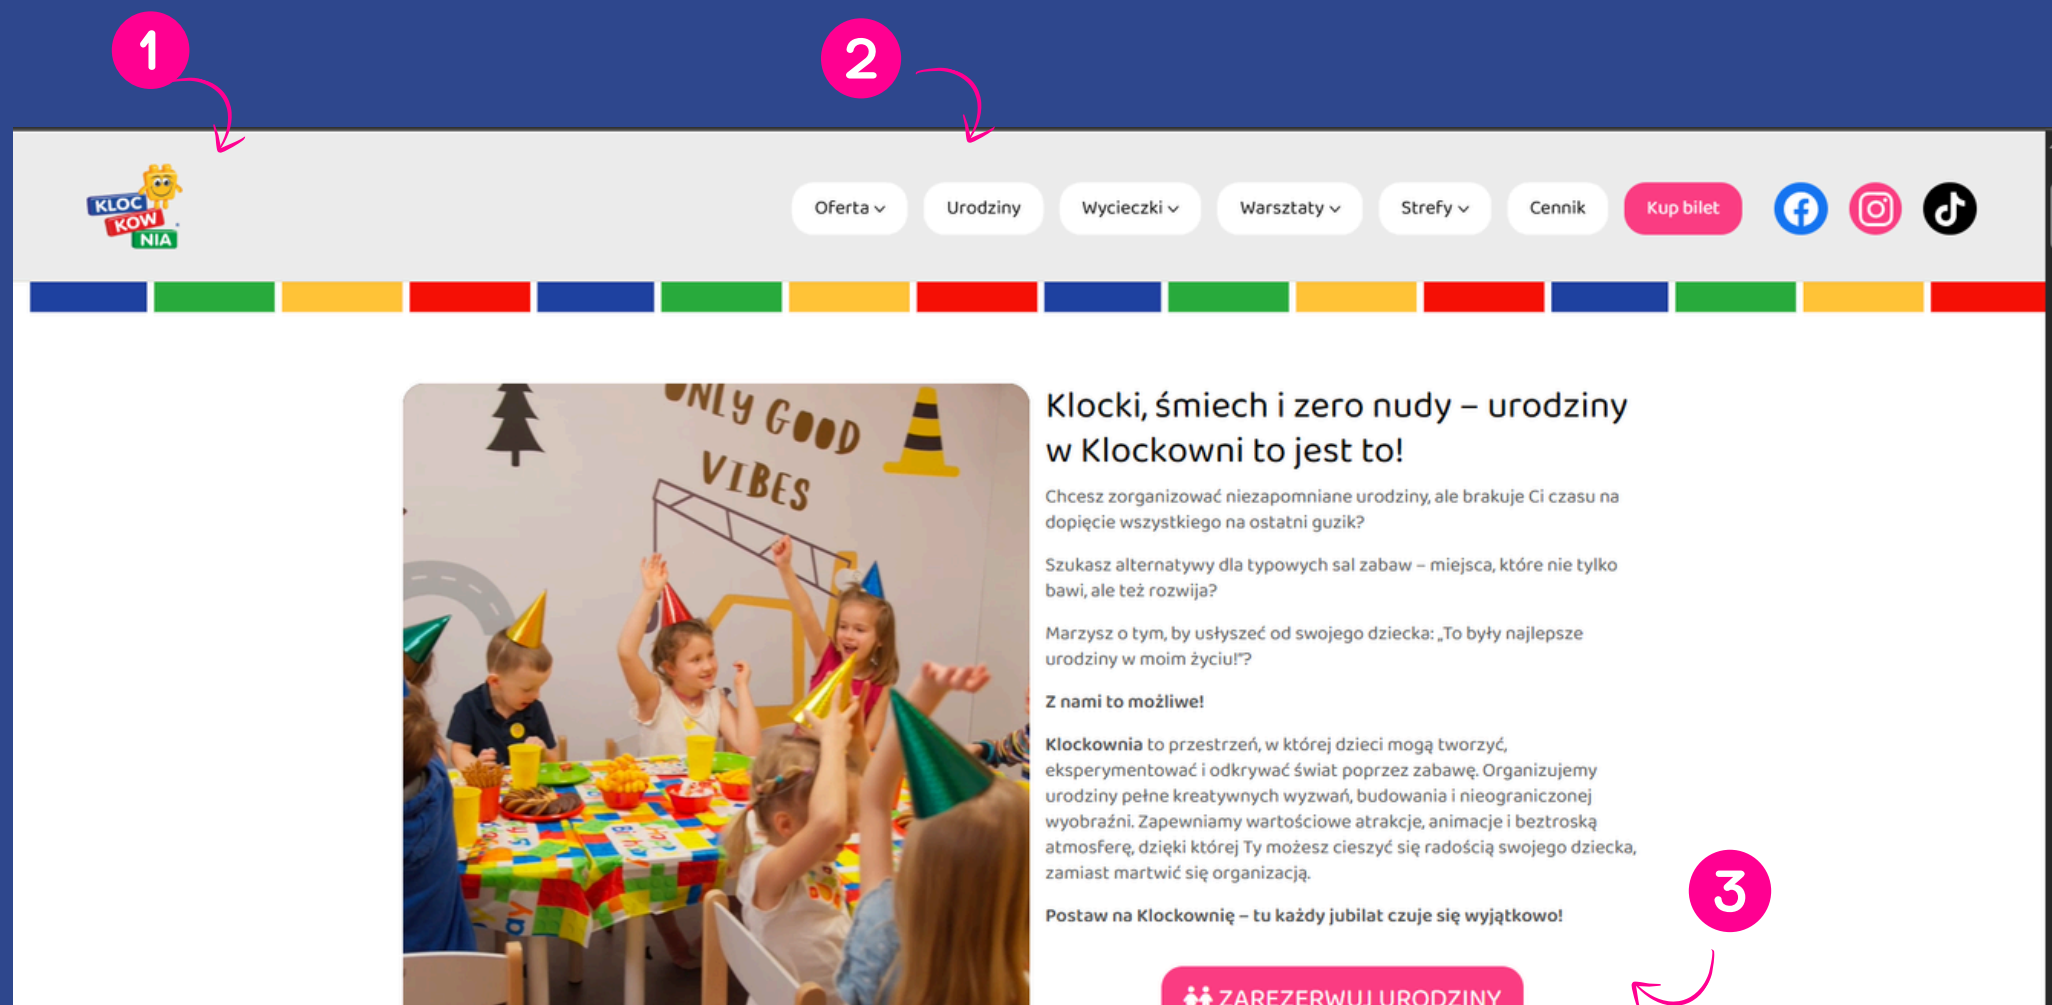 1
2
KLOC
KOW
NIA
Oferta
Urodziny
Wycieczki
Warsztaty
Strefy
Cennik
Kup bilet
ONLY GOOD
VIBES
Klocki, śmiech i zero nudy – urodziny
w Klockowni to jest to!
Chcesz zorganizować niezapomniane urodziny, ale brakuje Ci czasu na
dopięcie wszystkiego na ostatni guzik?
Szukasz alternatywy dla typowych sal zabaw – miejsca, które nie tylko
bawi, ale też rozwija?
Marzysz o tym, by usłyszeć od swojego dziecka: „To były najlepsze
urodziny w moim życiu!”?
Z nami to możliwe!
Klockownia to przestrzeń, w której dzieci mogą tworzyć,
eksperymentować i odkrywać świat poprzez zabawę. Organizujemy
urodziny pełne kreatywnych wyzwań, budowania i nieograniczonej
wyobraźni. Zapewniamy wartościowe atrakcje, animacje i beztroską
atmosferę, dzięki której Ty możesz cieszyć się radością swojego dziecka,
zamiast martwić się organizacją.
Postaw na Klockownię – tu każdy jubilat czuje się wyjątkowo!
3
ZAREZERWUJ URODZINY